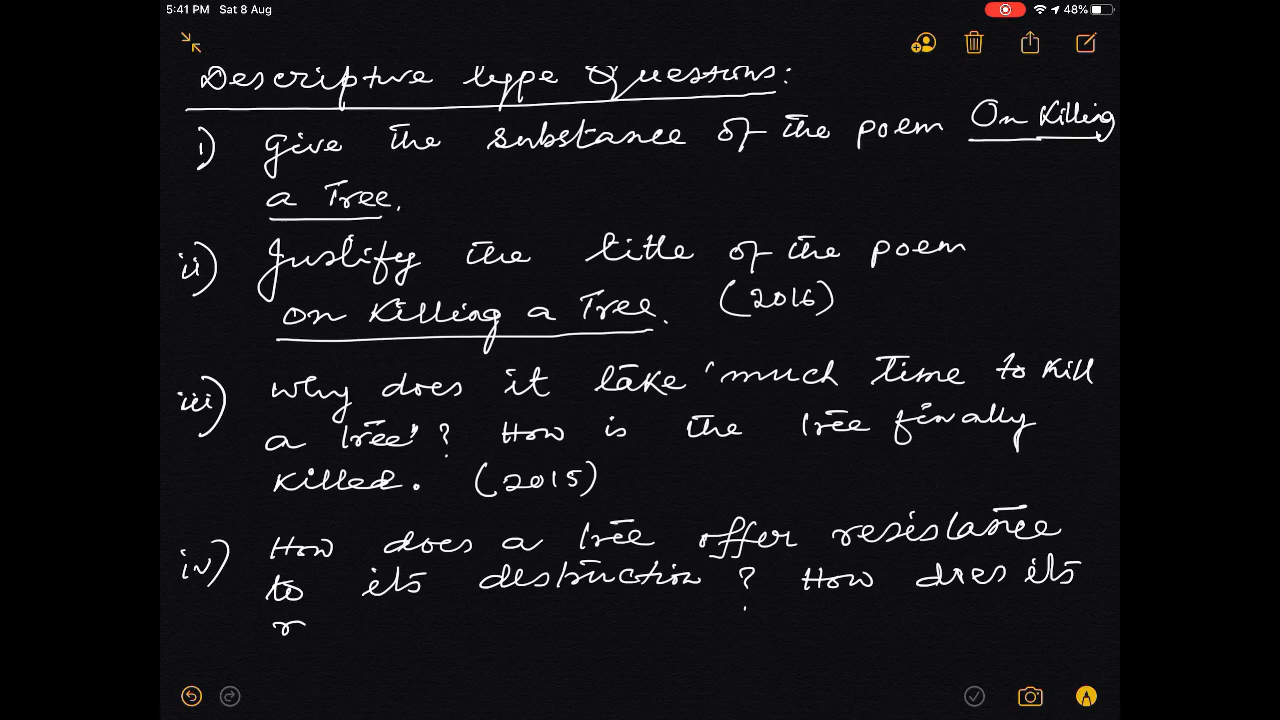 5:41 PM Sat 8 Aug
48%
Descriptive type Questions:
i) Give the substance of the poem On Killing
a Tree.
ii) Justify the title of the poem
On Killing a Tree. (2016)
iii) Why does it take 'much time to kill
a tree'? How is the tree finally
killed. (2015)
iv) How does a tree offer resistance
to its destruction? How does its
r